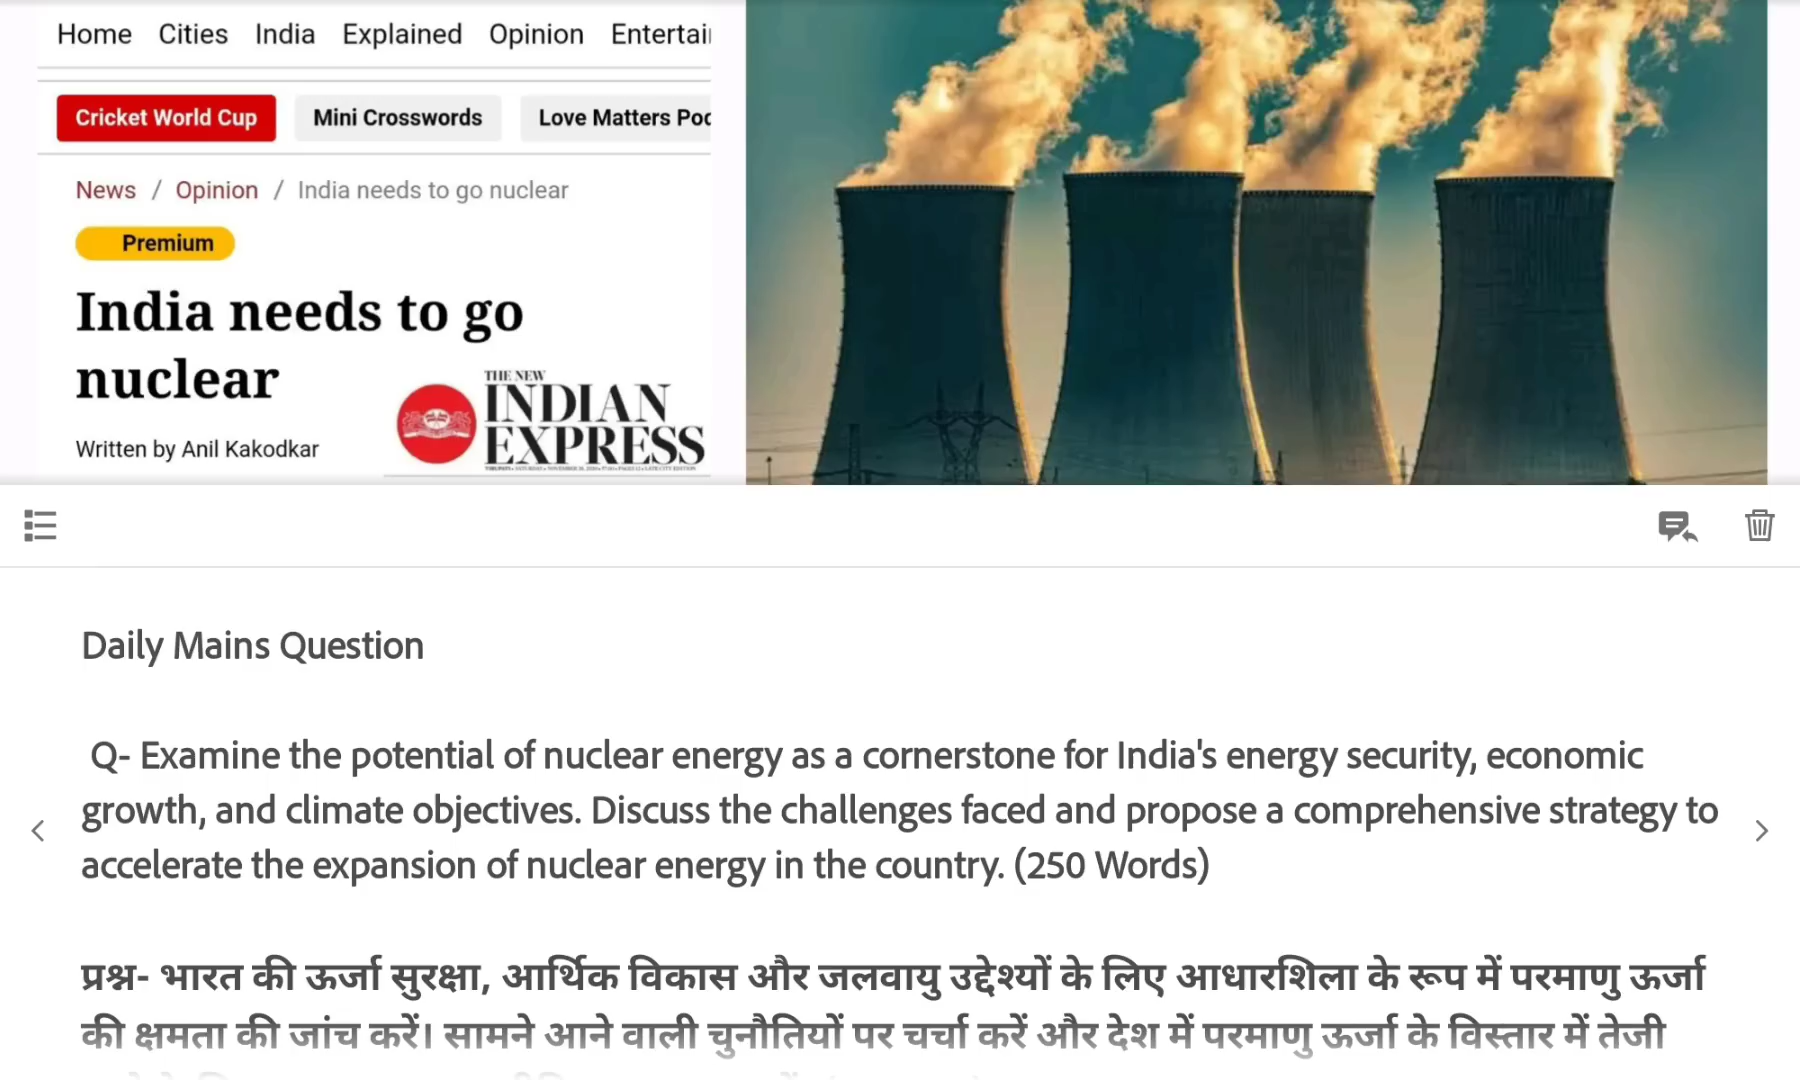 Home Cities India Explained Opinion
Cricket World Cup Mini Crosswords Love Matters
News / Opinion / India needs to go nuclear
Premium
India needs to go
nuclear
THE NEW
INDIAN
EXPRESS
Written by Anil Kakodkar
Daily Mains Question
Q- Examine the potential of nuclear energy as a cornerstone for India's energy security, economic
growth, and climate objectives. Discuss the challenges faced and propose a comprehensive strategy to
accelerate the expansion of nuclear energy in the country. (250 Words)
प्रश्न- भारत की ऊर्जा सुरक्षा, आर्थिक विकास और जलवायु उद्देश्यों के लिए आधारशिला के रूप में परमाणु ऊर्जा
की क्षमता की जांच करें। सामने आने वाली चुनौतियों पर चर्चा करें और देश में परमाणु ऊर्जा के विस्तार में तेजी